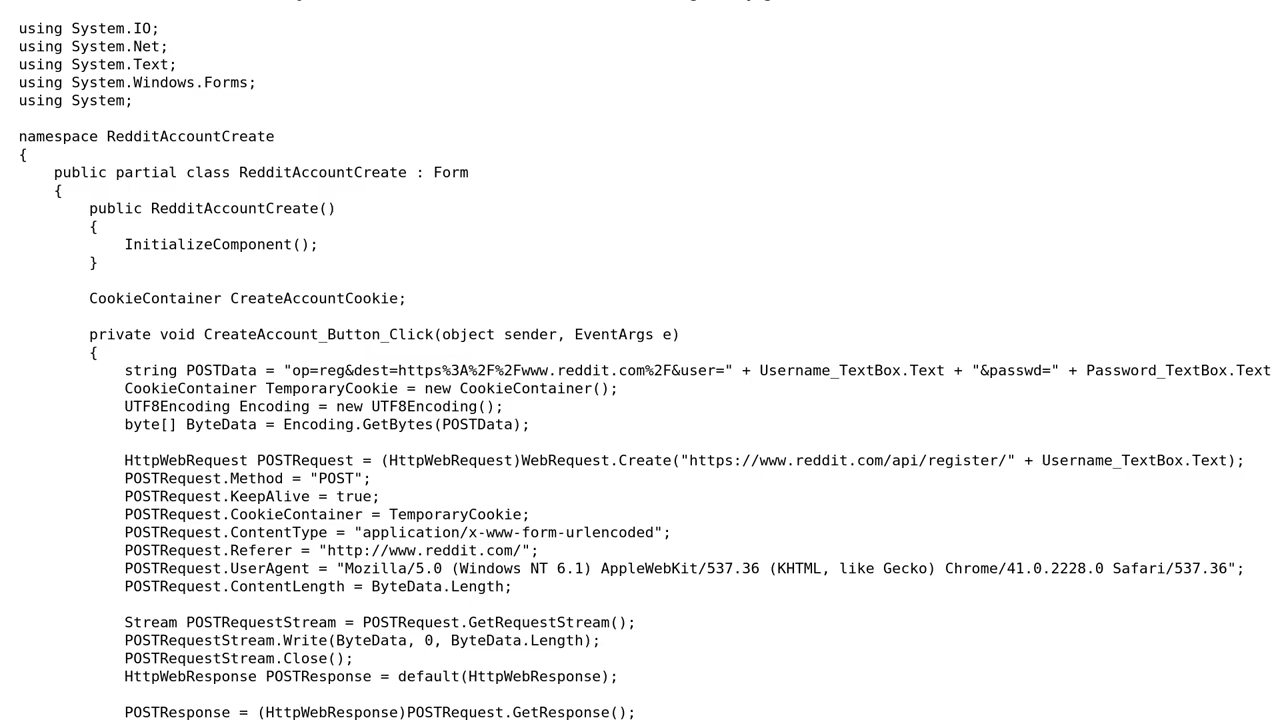 using System.IO;
using System.Net;
using System.Text;
using System.Windows.Forms;
using System;
namespace RedditAccountCreate
{
public partial class RedditAccountCreate : Form
{
public RedditAccountCreate()
{
InitializeComponent();
}
CookieContainer CreateAccountCookie;
private void CreateAccount_Button_Click(object sender, EventArgs e)
{
string POSTData = "op=reg&dest=https%3A%2F%2Fwww.reddit.com%2F&user=" + Username_TextBox.Text + "&passwd=" + Password_TextBox.Text
CookieContainer TemporaryCookie = new CookieContainer();
UTF8Encoding Encoding = new UTF8Encoding();
byte[] ByteData = Encoding.GetBytes(POSTData);
HttpWebRequest POSTRequest = (HttpWebRequest)WebRequest.Create("https://www.reddit.com/api/register/" + Username_TextBox.Text);
POSTRequest.Method = "POST";
POSTRequest.KeepAlive = true;
POSTRequest.CookieContainer = TemporaryCookie;
POSTRequest.ContentType = "application/x-www-form-urlencoded";
POSTRequest.Referer = "http://www.reddit.com/";
POSTRequest.UserAgent = "Mozilla/5.0 (Windows NT 6.1) AppleWebKit/537.36 (KHTML, like Gecko) Chrome/41.0.2228.0 Safari/537.36";
POSTRequest.ContentLength = ByteData.Length;
Stream POSTRequestStream = POSTRequest.GetRequestStream();
POSTRequestStream.Write(ByteData, 0, ByteData.Length);
POSTRequestStream.Close();
HttpWebResponse POSTResponse = default(HttpWebResponse);
POSTResponse = (HttpWebResponse)POSTRequest.GetResponse();